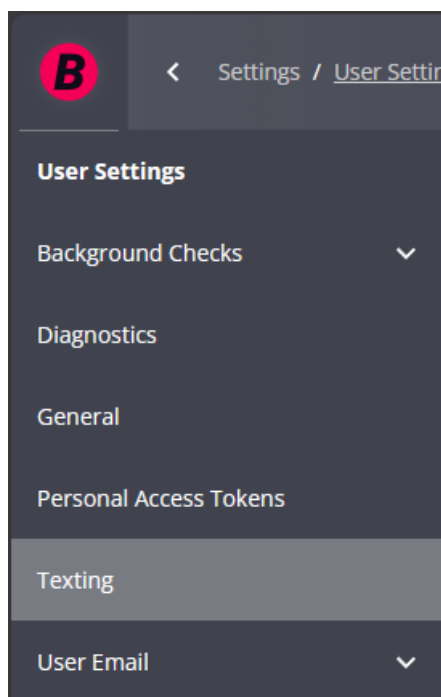 B
Settings / User Settin
User Settings
Background Checks
Diagnostics
General
Personal Access Tokens
Texting
User Email